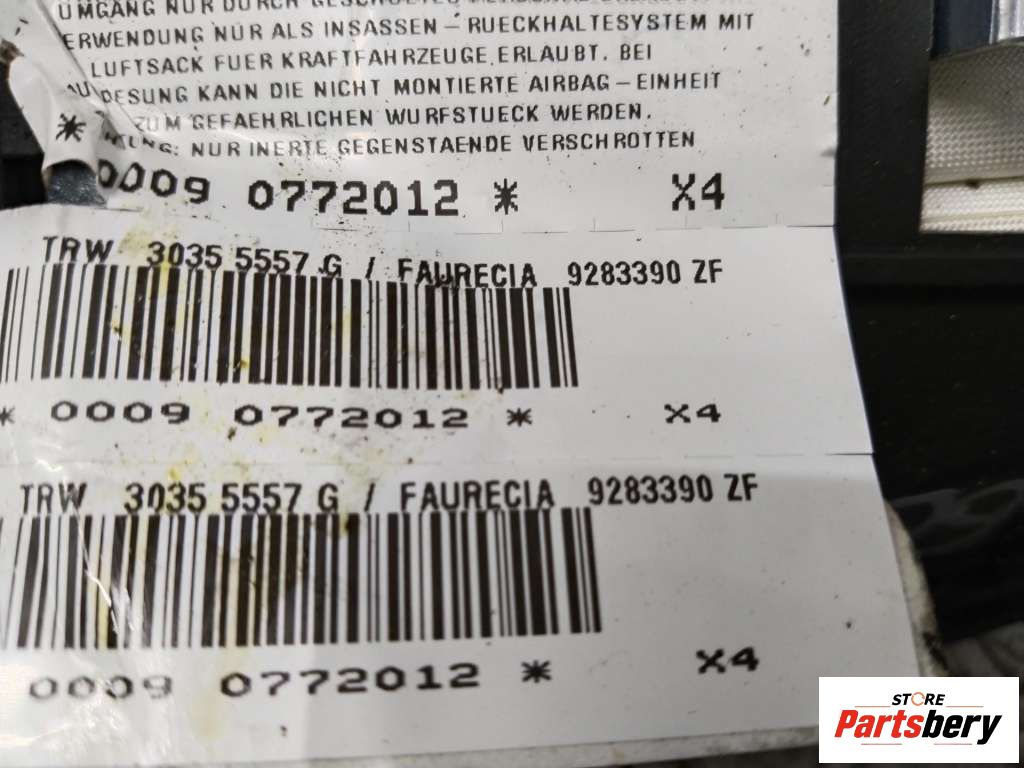 UMGANG NUR DURCH
ERWENDUNG NUR ALS INSASSEN - RUECKHALTESYSTEM MIT
LUFTSACK FUER KRAFTFAHRZEUGE ERLAUBT. BEI
DESUNG KANN DIE NICHT MONTIERTE AIRBAG - EINHEIT
ZUM GEFAEHRLICHEN WURFSTUECK WERDEN.
NUR INERTE GEGENSTAENDE VERSCHROTTEN
* 0009 0772012 * X4
TRW 3035 5557 G / FAURECIA 9283390 ZF
* 0009 0772012 * X4
TRW 3035 5557 G / FAURECIA 9283390 ZF
0009 0772012 * X4
STORE
Partsbery